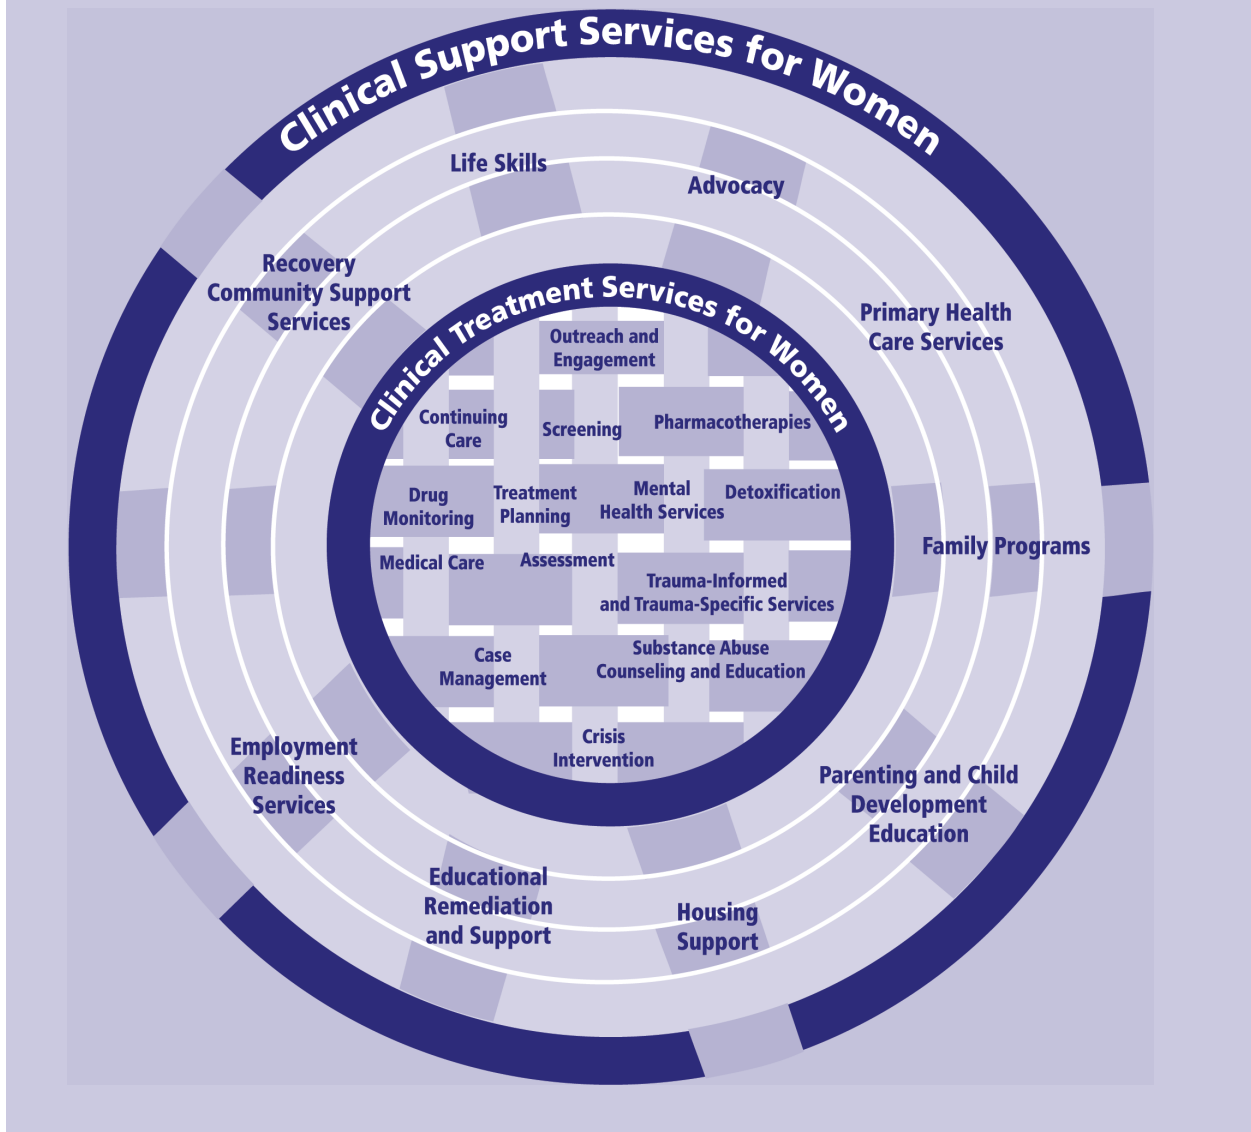 Clinical Support Services for Women
Life Skills
Advocacy
Recovery
Community Support
Services
Primary Health
Care Services
Family Programs
Parenting and Child
Development
Education
Housing
Support
Educational
Remediation
and Support
Employment
Readiness
Services
Clinical Treatment Services for Women
Outreach and
Engagement
Continuing
Care
Screening
Pharmacotherapies
Drug
Monitoring
Treatment
Planning
Mental
Health Services
Detoxification
Medical Care
Assessment
Trauma-Informed
and Trauma-Specific Services
Case
Management
Substance Abuse
Counseling and Education
Crisis
Intervention